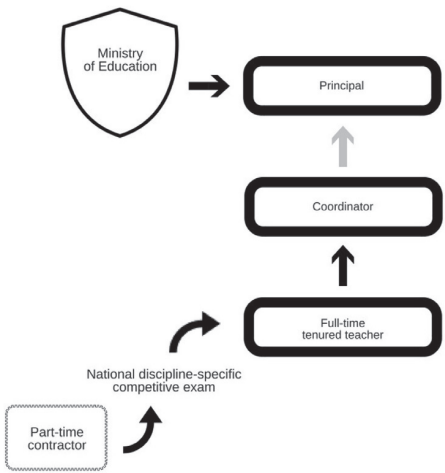 Ministry
of Education
Principal
Coordinator
Full-time
tenured teacher
National discipline-specific
competitive exam
Part-time
contractor